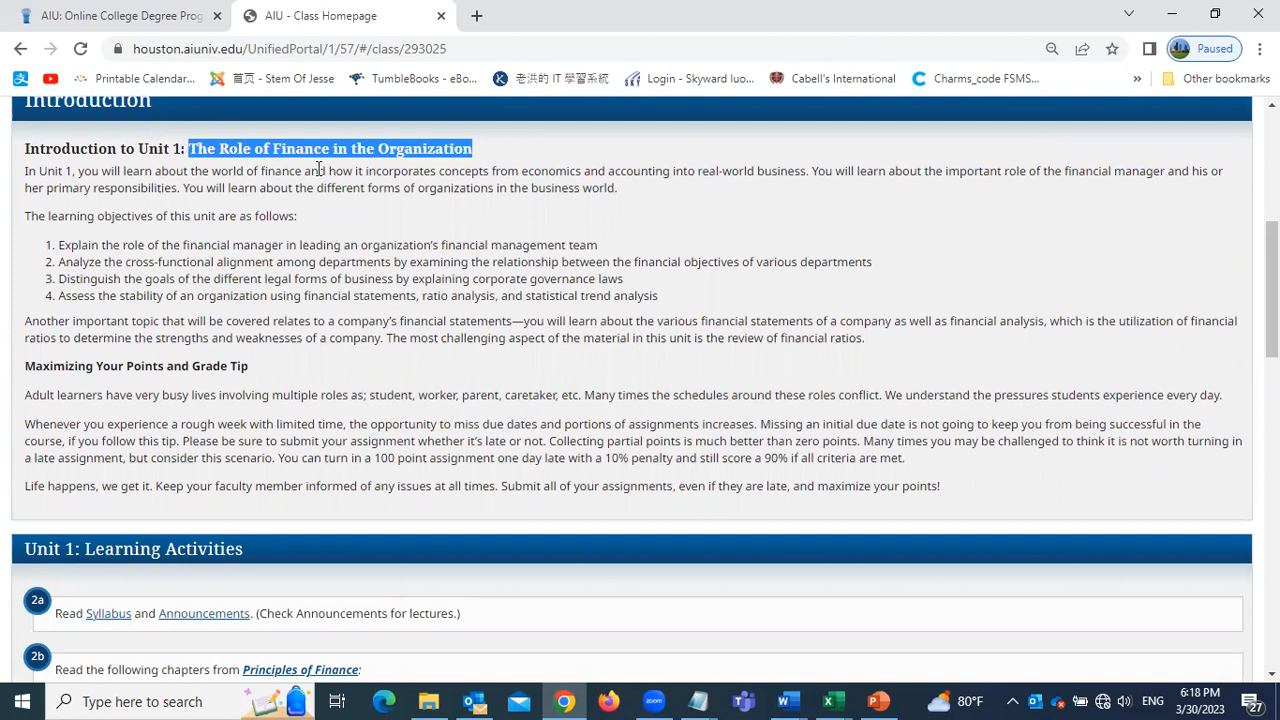 AIU: Online College Degree Prog
AIU - Class Homepage
houston.aiuniv.edu/UnifiedPortal/1/57/#/class/293025
Paused
Printable Calendar...
首页 - Stem Of Jesse
TumbleBooks - eBo...
老洪的 IT 學習系統
Login - Skyward Iuo...
Cabell's International
Charms_code FSMS...
»
Other bookmarks
Introduction
Introduction to Unit 1: The Role of Finance in the Organization
In Unit 1, you will learn about the world of finance and how it incorporates concepts from economics and accounting into real-world business. You will learn about the important role of the financial manager and his or
her primary responsibilities. You will learn about the different forms of organizations in the business world.
The learning objectives of this unit are as follows:
1. Explain the role of the financial manager in leading an organization's financial management team
2. Analyze the cross-functional alignment among departments by examining the relationship between the financial objectives of various departments
3. Distinguish the goals of the different legal forms of business by explaining corporate governance laws
4. Assess the stability of an organization using financial statements, ratio analysis, and statistical trend analysis
Another important topic that will be covered relates to a company's financial statements—you will learn about the various financial statements of a company as well as financial analysis, which is the utilization of financial
ratios to determine the strengths and weaknesses of a company. The most challenging aspect of the material in this unit is the review of financial ratios.
Maximizing Your Points and Grade Tip
Adult learners have very busy lives involving multiple roles as; student, worker, parent, caretaker, etc. Many times the schedules around these roles conflict. We understand the pressures students experience every day.
Whenever you experience a rough week with limited time, the opportunity to miss due dates and portions of assignments increases. Missing an initial due date is not going to keep you from being successful in the
course, if you follow this tip. Please be sure to submit your assignment whether it's late or not. Collecting partial points is much better than zero points. Many times you may be challenged to think it is not worth turning in
a late assignment, but consider this scenario. You can turn in a 100 point assignment one day late with a 10% penalty and still score a 90% if all criteria are met.
Life happens, we get it. Keep your faculty member informed of any issues at all times. Submit all of your assignments, even if they are late, and maximize your points!
Unit 1: Learning Activities
2a
Read Syllabus and Announcements. (Check Announcements for lectures.)
2b
Read the following chapters from Principles of Finance:
Type here to search
80°F
ENG
6:18 PM
3/30/2023
27